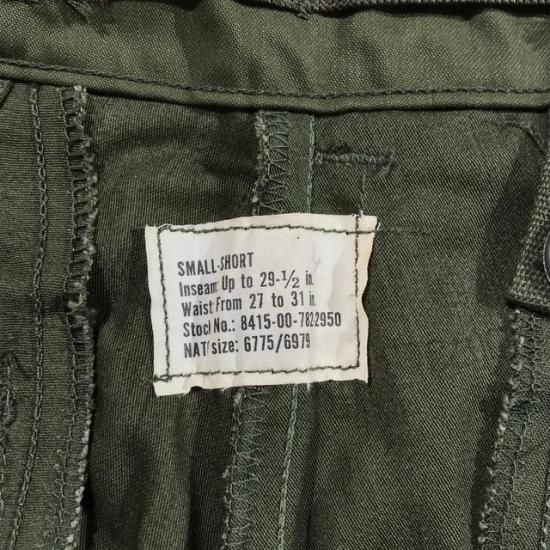 SMALL-SHORT
Inseam: Up to 29-1/2 in.
Waist: From 27 to 31 in.
Stock No.: 8415-00-7822950
NATO size: 6775/6979